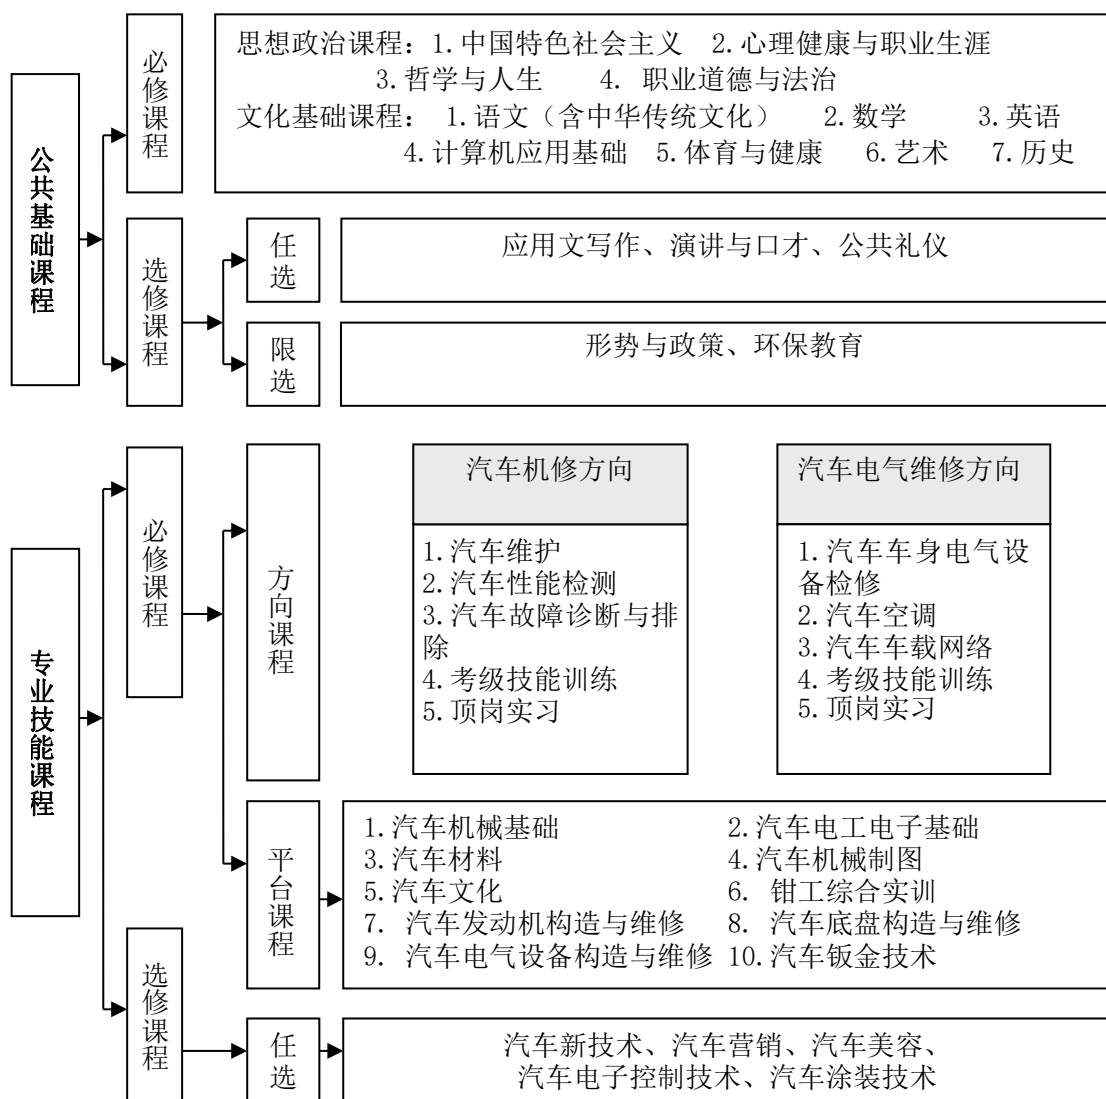 公共基础课程
必修课程
思想政治课程：1.中国特色社会主义 2.心理健康与职业生涯
3.哲学与人生 4. 职业道德与法治
文化基础课程： 1.语文（含中华传统文化） 2.数学 3.英语
4.计算机应用基础 5.体育与健康 6.艺术 7.历史
选修课程
任选
应用文写作、演讲与口才、公共礼仪
限选
形势与政策、环保教育
专业技能课程
必修课程
方向课程
汽车机修方向
1.汽车维护
2.汽车性能检测
3.汽车故障诊断与排
除
4.考级技能训练
5.顶岗实习
汽车电气维修方向
1.汽车车身电气设
备检修
2.汽车空调
3.汽车车载网络
4.考级技能训练
5.顶岗实习
平台课程
1.汽车机械基础 2.汽车电工电子基础
3.汽车材料 4.汽车机械制图
5.汽车文化 6. 钳工综合实训
7. 汽车发动机构造与维修 8. 汽车底盘构造与维修
9. 汽车电气设备构造与维修 10.汽车钣金技术
选修课程
任选
汽车新技术、汽车营销、汽车美容、
汽车电子控制技术、汽车涂装技术